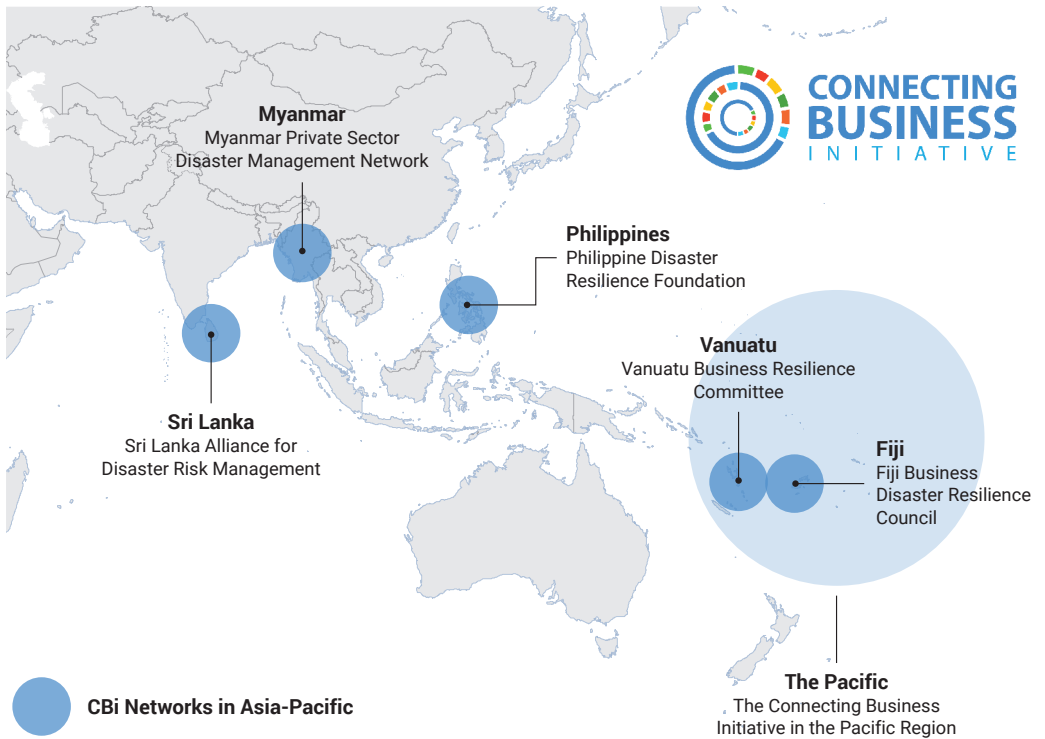 CONNECTING
BUSINESS
INITIATIVE
Myanmar
Myanmar Private Sector
Disaster Management Network
Philippines
Philippine Disaster
Resilience Foundation
Vanuatu
Vanuatu Business Resilience
Committee
Sri Lanka
Sri Lanka Alliance for
Disaster Risk Management
Fiji
Fiji Business
Disaster Resilience
Council
The Pacific
The Connecting Business
Initiative in the Pacific Region
CBi Networks in Asia-Pacific